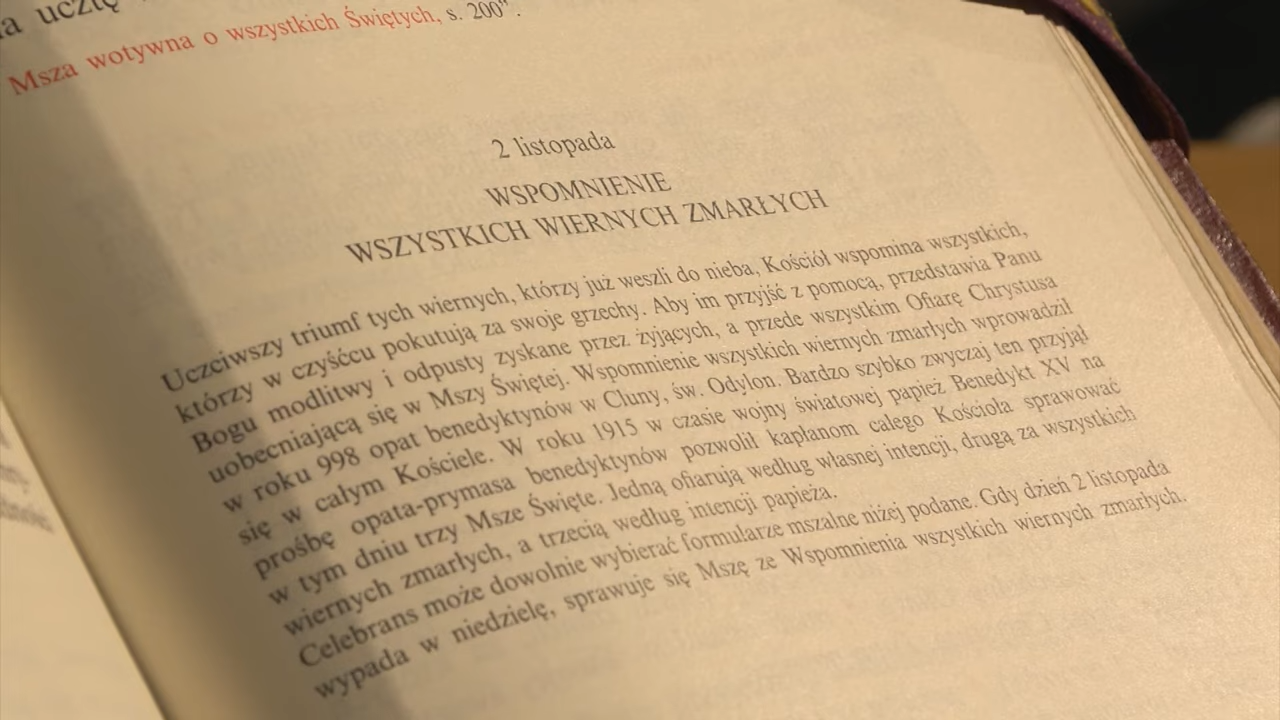 a ucztę
Msza wotywna o wszystkich Świętych, s. 200".
2 listopada
WSPOMNIENIE
WSZYSTKICH WIERNYCH ZMARŁYCH
Uczciwszy triumf tych wiernych, którzy już weszli do nieba, Kościół wspomina wszystkich,
którzy w czyśćcu pokutują za swoje grzechy. Aby im przyjść z pomocą, przedstawia Panu
Bogu modlitwy i odpusty zyskane przez żyjących, a przede wszystkim Ofiarę Chrystusa
uobecniającą się w Mszy Świętej. Wspomnienie wszystkich wiernych zmarłych wprowadził
w roku 998 opat benedyktynów w Cluny, św. Odylon. Bardzo szybko zwyczaj ten przyjął
się w całym Kościele. W roku 1915 w czasie wojny światowej papież Benedykt XV na
prośbę opata-prymasa benedyktynów pozwolił kapłanom całego Kościoła sprawować
w tym dniu trzy Msze Święte. Jedną ofiarują według własnej intencji, drugą za wszystkich
wiernych zmarłych, a trzecią według intencji papieża.
Celebrans może dowolnie wybierać formularze mszalne niżej podane. Gdy dzień 2 listopada
wypada w niedzielę, sprawuje się Mszę ze Wspomnienia wszystkich wiernych zmarłych.